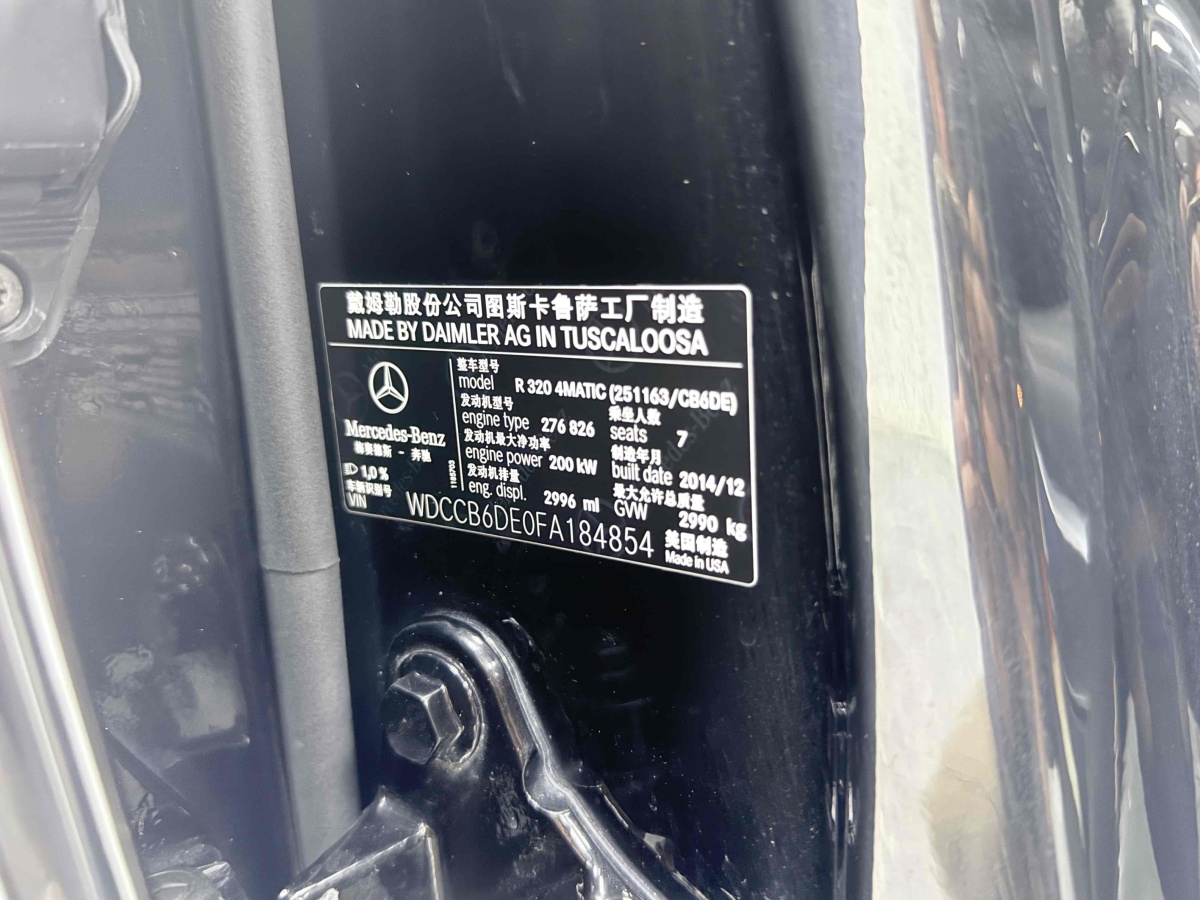 戴姆勒股份公司图斯卡鲁萨工厂制造
MADE BY DAIMLER AG IN TUSCALOOSA
Mercedes-Benz
梅赛德斯 - 奔驰
1,0 %
1185703
整车型号
model R 320 4MATIC (251163/CB6DE)
发动机型号 乘坐人数
engine type 276 826 seats 7
发动机最大净功率 制造年月
engine power 200 kW built date 2014/12
发动机排量 最大允许总质量
eng. displ. 2996 ml GVW 2990 kg
车辆识别号
VIN WDCCB6DE0FA184854
美国制造
Made in USA